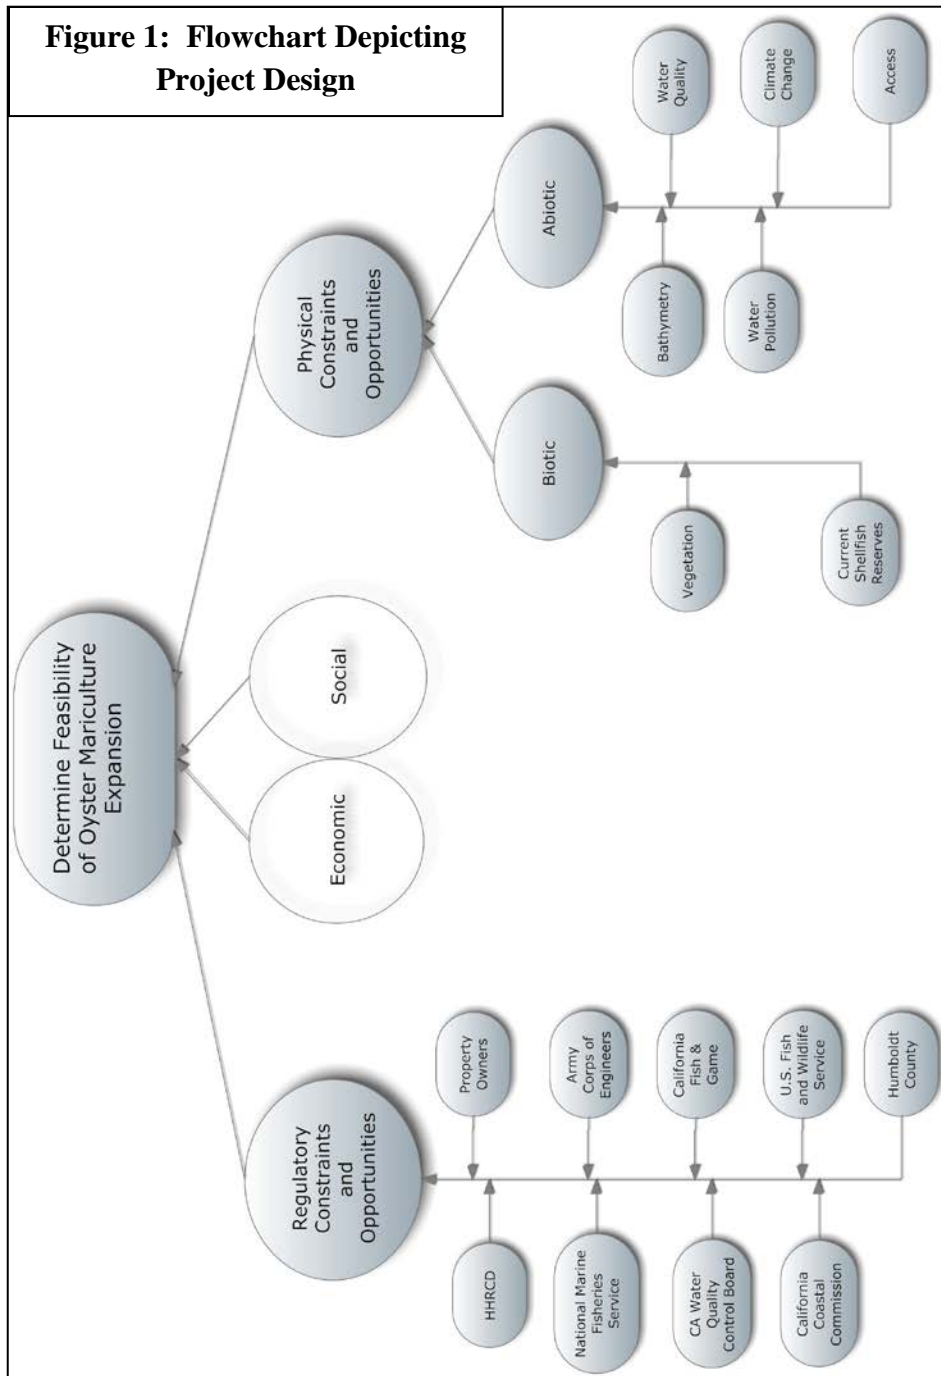 Figure 1:  Flowchart Depicting
Project Design
Determine Feasibility
of Oyster Mariculture
Expansion
Regulatory
Constraints
and
Opportunities
Economic
Social
Physical
Constraints
and
Opportunities
Biotic
Abiotic
HHRCD
Property
Owners
National Marine
Fisheries
Service
Army
Corps of
Engineers
CA Water
Quality
Control Board
California
Fish &
Game
California
Coastal
Commission
U.S. Fish
and Wildlife
Service
Humboldt
County
Vegetation
Current
Shellfish
Reserves
Bathymetry
Water
Quality
Water
Pollution
Climate
Change
Access